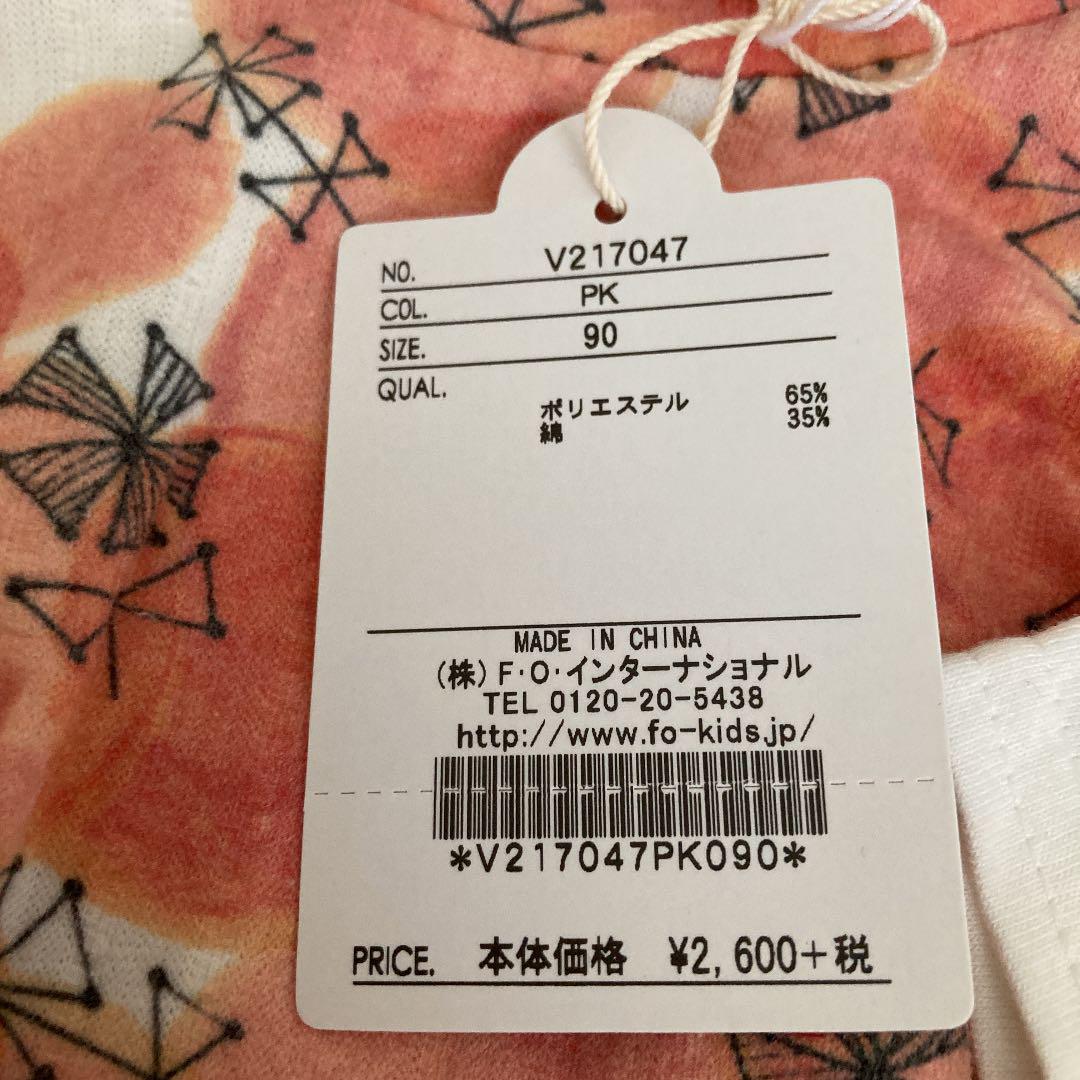 NO. V217047
COL. PK
SIZE. 90
QUAL.
ポリエステル 65%
綿 35%
MADE IN CHINA
(株)F・O・インターナショナル
TEL 0120-20-5438
http://www.fo-kids.jp/
*V217047PK090*
PRICE. 本体価格 ¥2,600+税